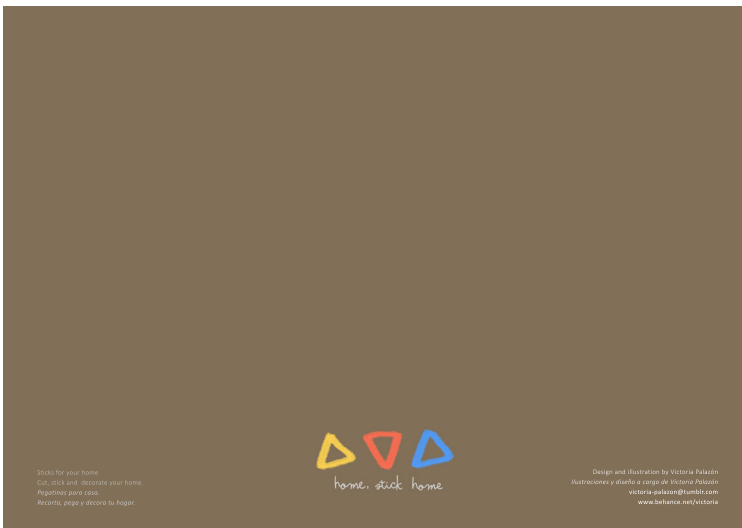 Sticks for your home
Cut, stick and decorate your home.
Pegatinas para casa.
Recorta, pega y decora tu hogar.
home, stick home
Design and illustration by Victoria Palazón
Ilustraciones y diseño a cargo de Victoria Palazón
victoria-palazon@tumblr.com
www.behance.net/victoria